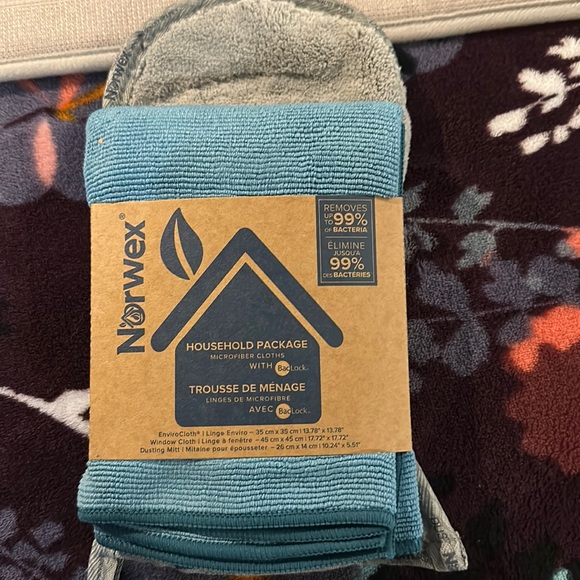 Norwex
Norwex®
REMOVES
UP TO 99%
OF BACTERIA
ÉLIMINE
JUSQU'À
99%
DES BACTÉRIES
HOUSEHOLD PACKAGE
MICROFIBER CLOTHS
WITH BacLock®
TROUSSE DE MÉNAGE
LINGES DE MICROFIBRE
AVEC BacLock®
EnviroCloth® | Linge Enviro – 35 cm x 35 cm | 13.78" x 13.78"
Window Cloth | Linge à fenêtre – 45 cm x 45 cm | 17.72" x 17.72"
Dusting Mitt | Mitaine pour épousseter – 26 cm x 14 cm | 10.24" x 5.51"